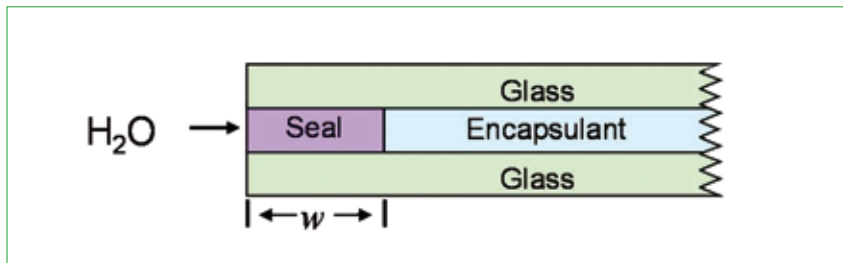 Glass
H₂O
Seal
Encapsulant
Glass
w